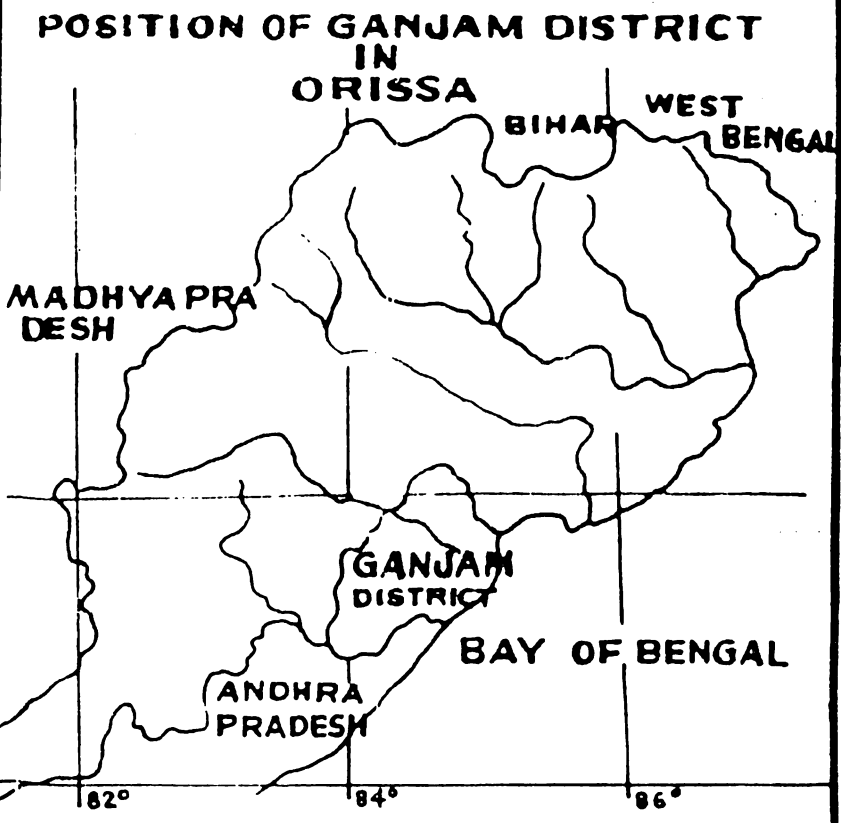 POSITION OF GANJAM DISTRICT
IN
ORISSA
BIHAR
WEST
BENGAL
MADHYA PRA
DESH
GANJAM
DISTRICT
BAY OF BENGAL
ANDHRA
PRADESH
82°
84°
86°